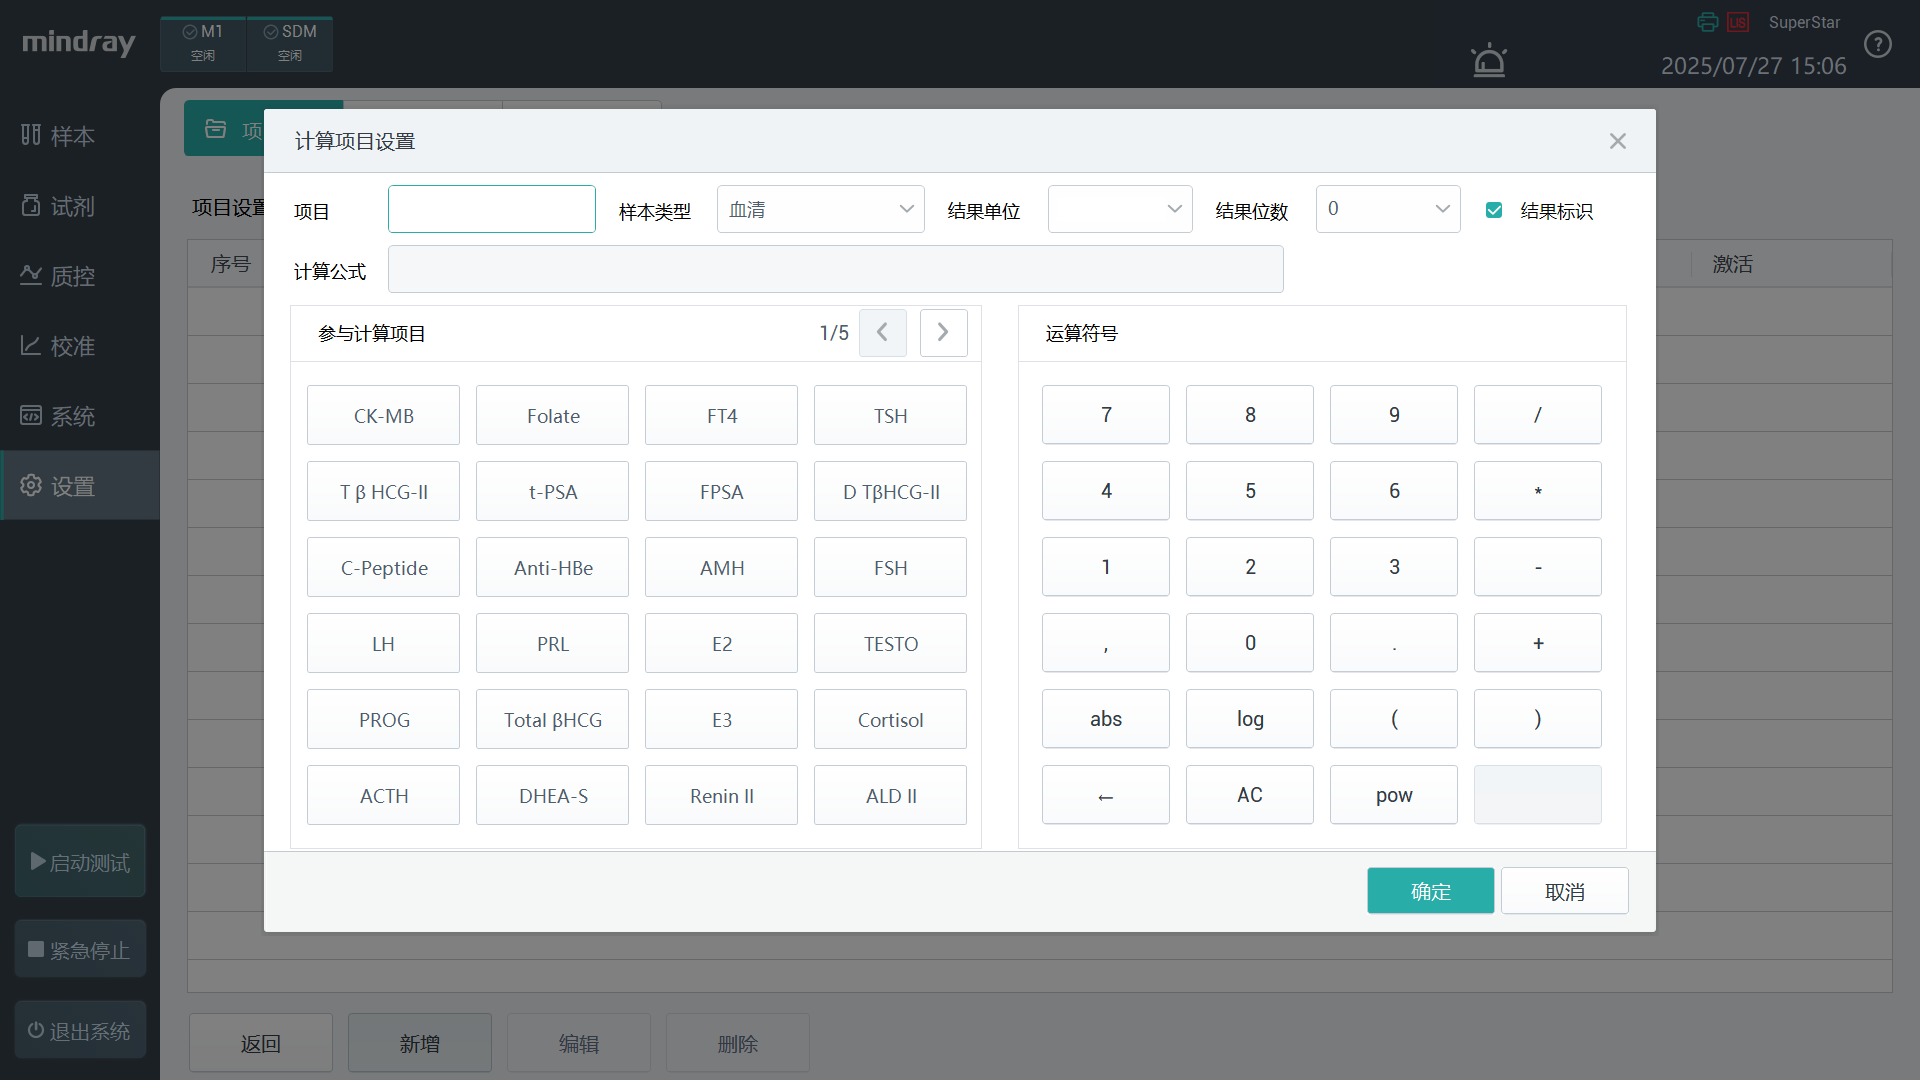 mindray
M1
空闲
SDM
空闲
LIS
SuperStar
2025/07/27 15:06
?
样本
试剂
质控
校准
系统
设置
启动测试
紧急停止
退出系统
项
项目设置
序号
激活
计算项目设置
项目
样本类型
血清
结果单位
结果位数
0
结果标识
计算公式
参与计算项目
1/5
CK-MB
Folate
FT4
TSH
T β HCG-II
t-PSA
FPSA
D TβHCG-II
C-Peptide
Anti-HBe
AMH
FSH
LH
PRL
E2
TESTO
PROG
Total βHCG
E3
Cortisol
ACTH
DHEA-S
Renin II
ALD II
运算符号
7
8
9
/
4
5
6
*
1
2
3
-
,
0
.
+
abs
log
(
)
←
AC
pow
确定
取消
返回
新增
编辑
删除